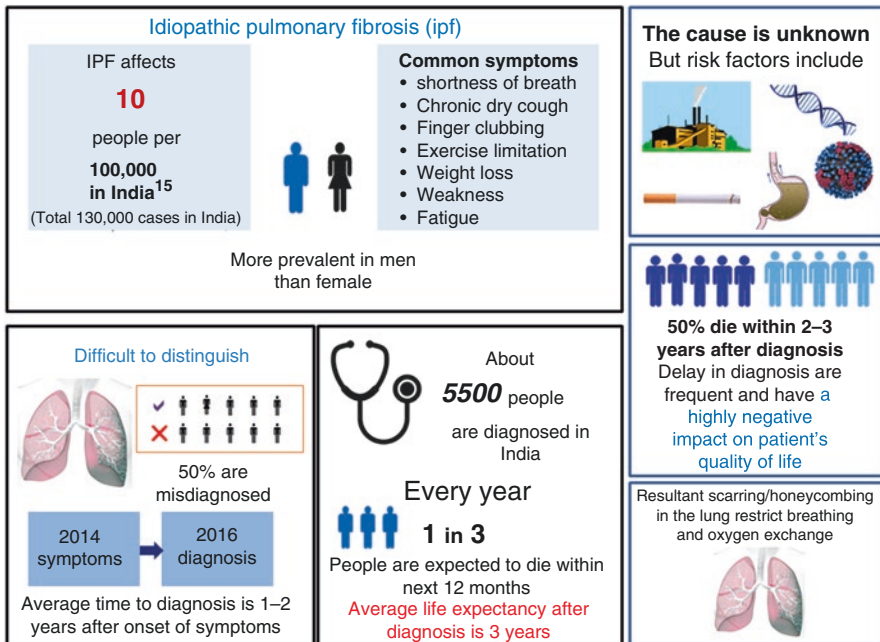 Idiopathic pulmonary fibrosis (ipf)
IPF affects
10
people per
100,000
in India15
(Total 130,000 cases in India)
Common symptoms
• shortness of breath
• Chronic dry cough
• Finger clubbing
• Exercise limitation
• Weight loss
• Weakness
• Fatigue
More prevalent in men
than female
The cause is unknown
But risk factors include
50% die within 2–3
years after diagnosis
Delay in diagnosis are
frequent and have a
highly negative
impact on patient's
quality of life
Difficult to distinguish
50% are
misdiagnosed
2014
symptoms
2016
diagnosis
Average time to diagnosis is 1–2
years after onset of symptoms
About
5500 people
are diagnosed in
India
Every year
1 in 3
People are expected to die within
next 12 months
Average life expectancy after
diagnosis is 3 years
Resultant scarring/honeycombing
in the lung restrict breathing
and oxygen exchange